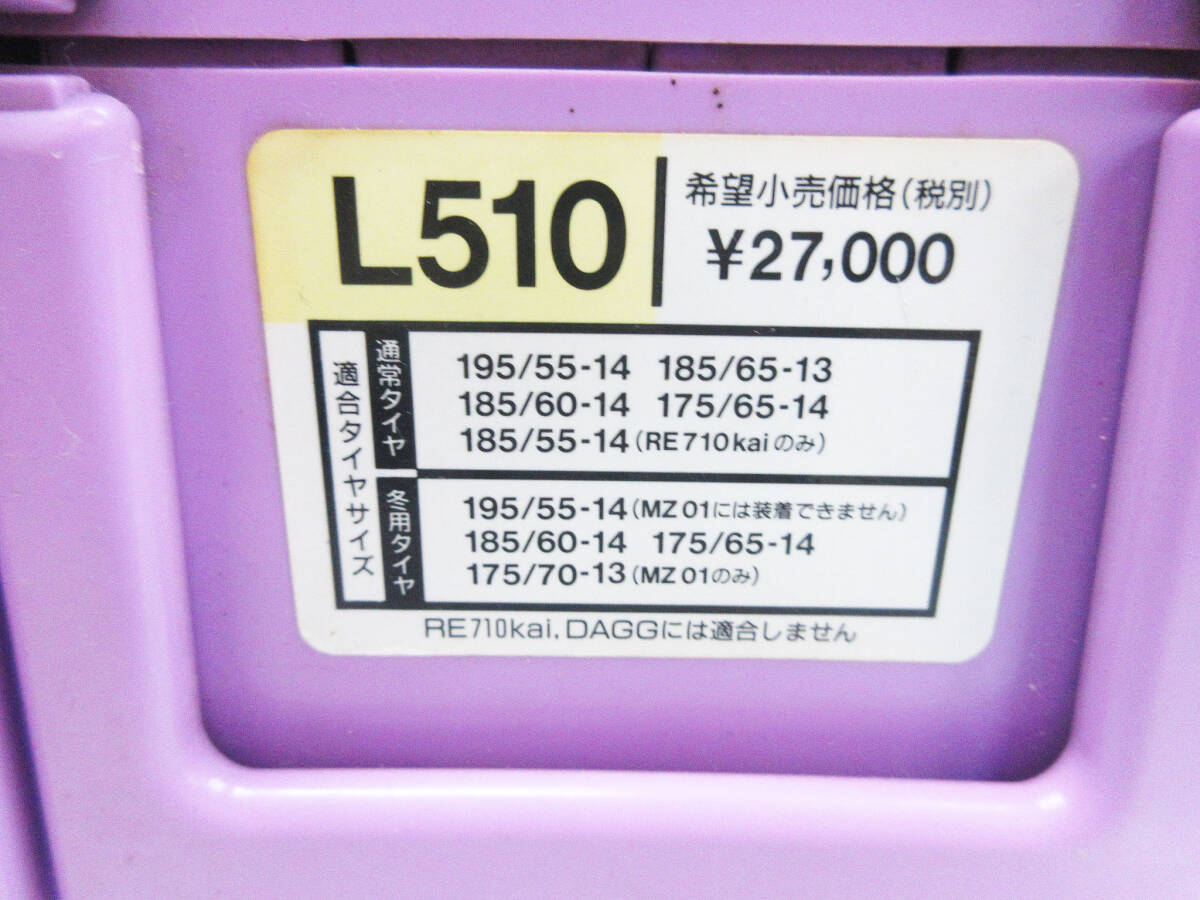 L510
希望小売価格(税別)
¥27,000
適合タイヤサイズ
通常タイヤ
195/55-14 185/65-13
185/60-14 175/65-14
185/55-14(RE710kaiのみ)
冬用タイヤ
195/55-14(MZ01には装着できません)
185/60-14 175/65-14
175/70-13(MZ01のみ)
RE710kai.DAGGには適合しません